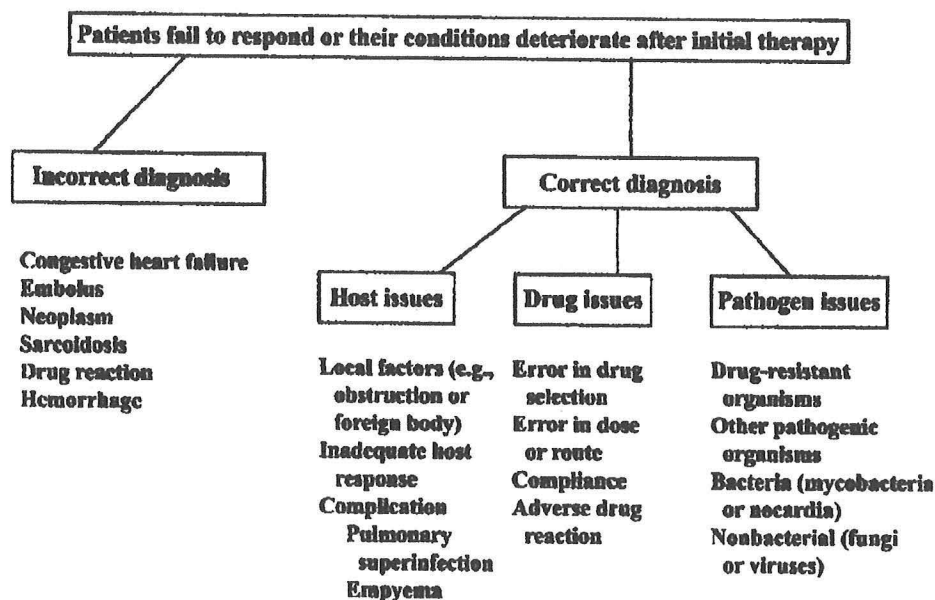 Patients fail to respond or their conditions deteriorate after initial therapy
Incorrect diagnosis
Congestive heart failure
Embolus
Neoplasm
Sarcoidosis
Drug reaction
Hemorrhage
Correct diagnosis
Host issues
Local factors (e.g.,
obstruction or
foreign body)
Inadequate host
response
Complication
Pulmonary
superinfection
Empyema
Drug issues
Error in drug
selection
Error in dose
or route
Compliance
Adverse drug
reaction
Pathogen issues
Drug-resistant
organisms
Other pathogenic
organisms
Bacteria (mycobacteria
or nocardia)
Nonbacterial (fungi
or viruses)